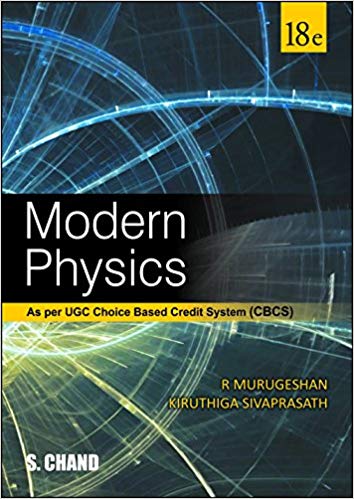 18e
Modern
Physics
As per UGC Choice Based Credit System (CBCS)
R MURUGESHAN
KIRUTHIGA SIVAPRASATH
S. CHAND